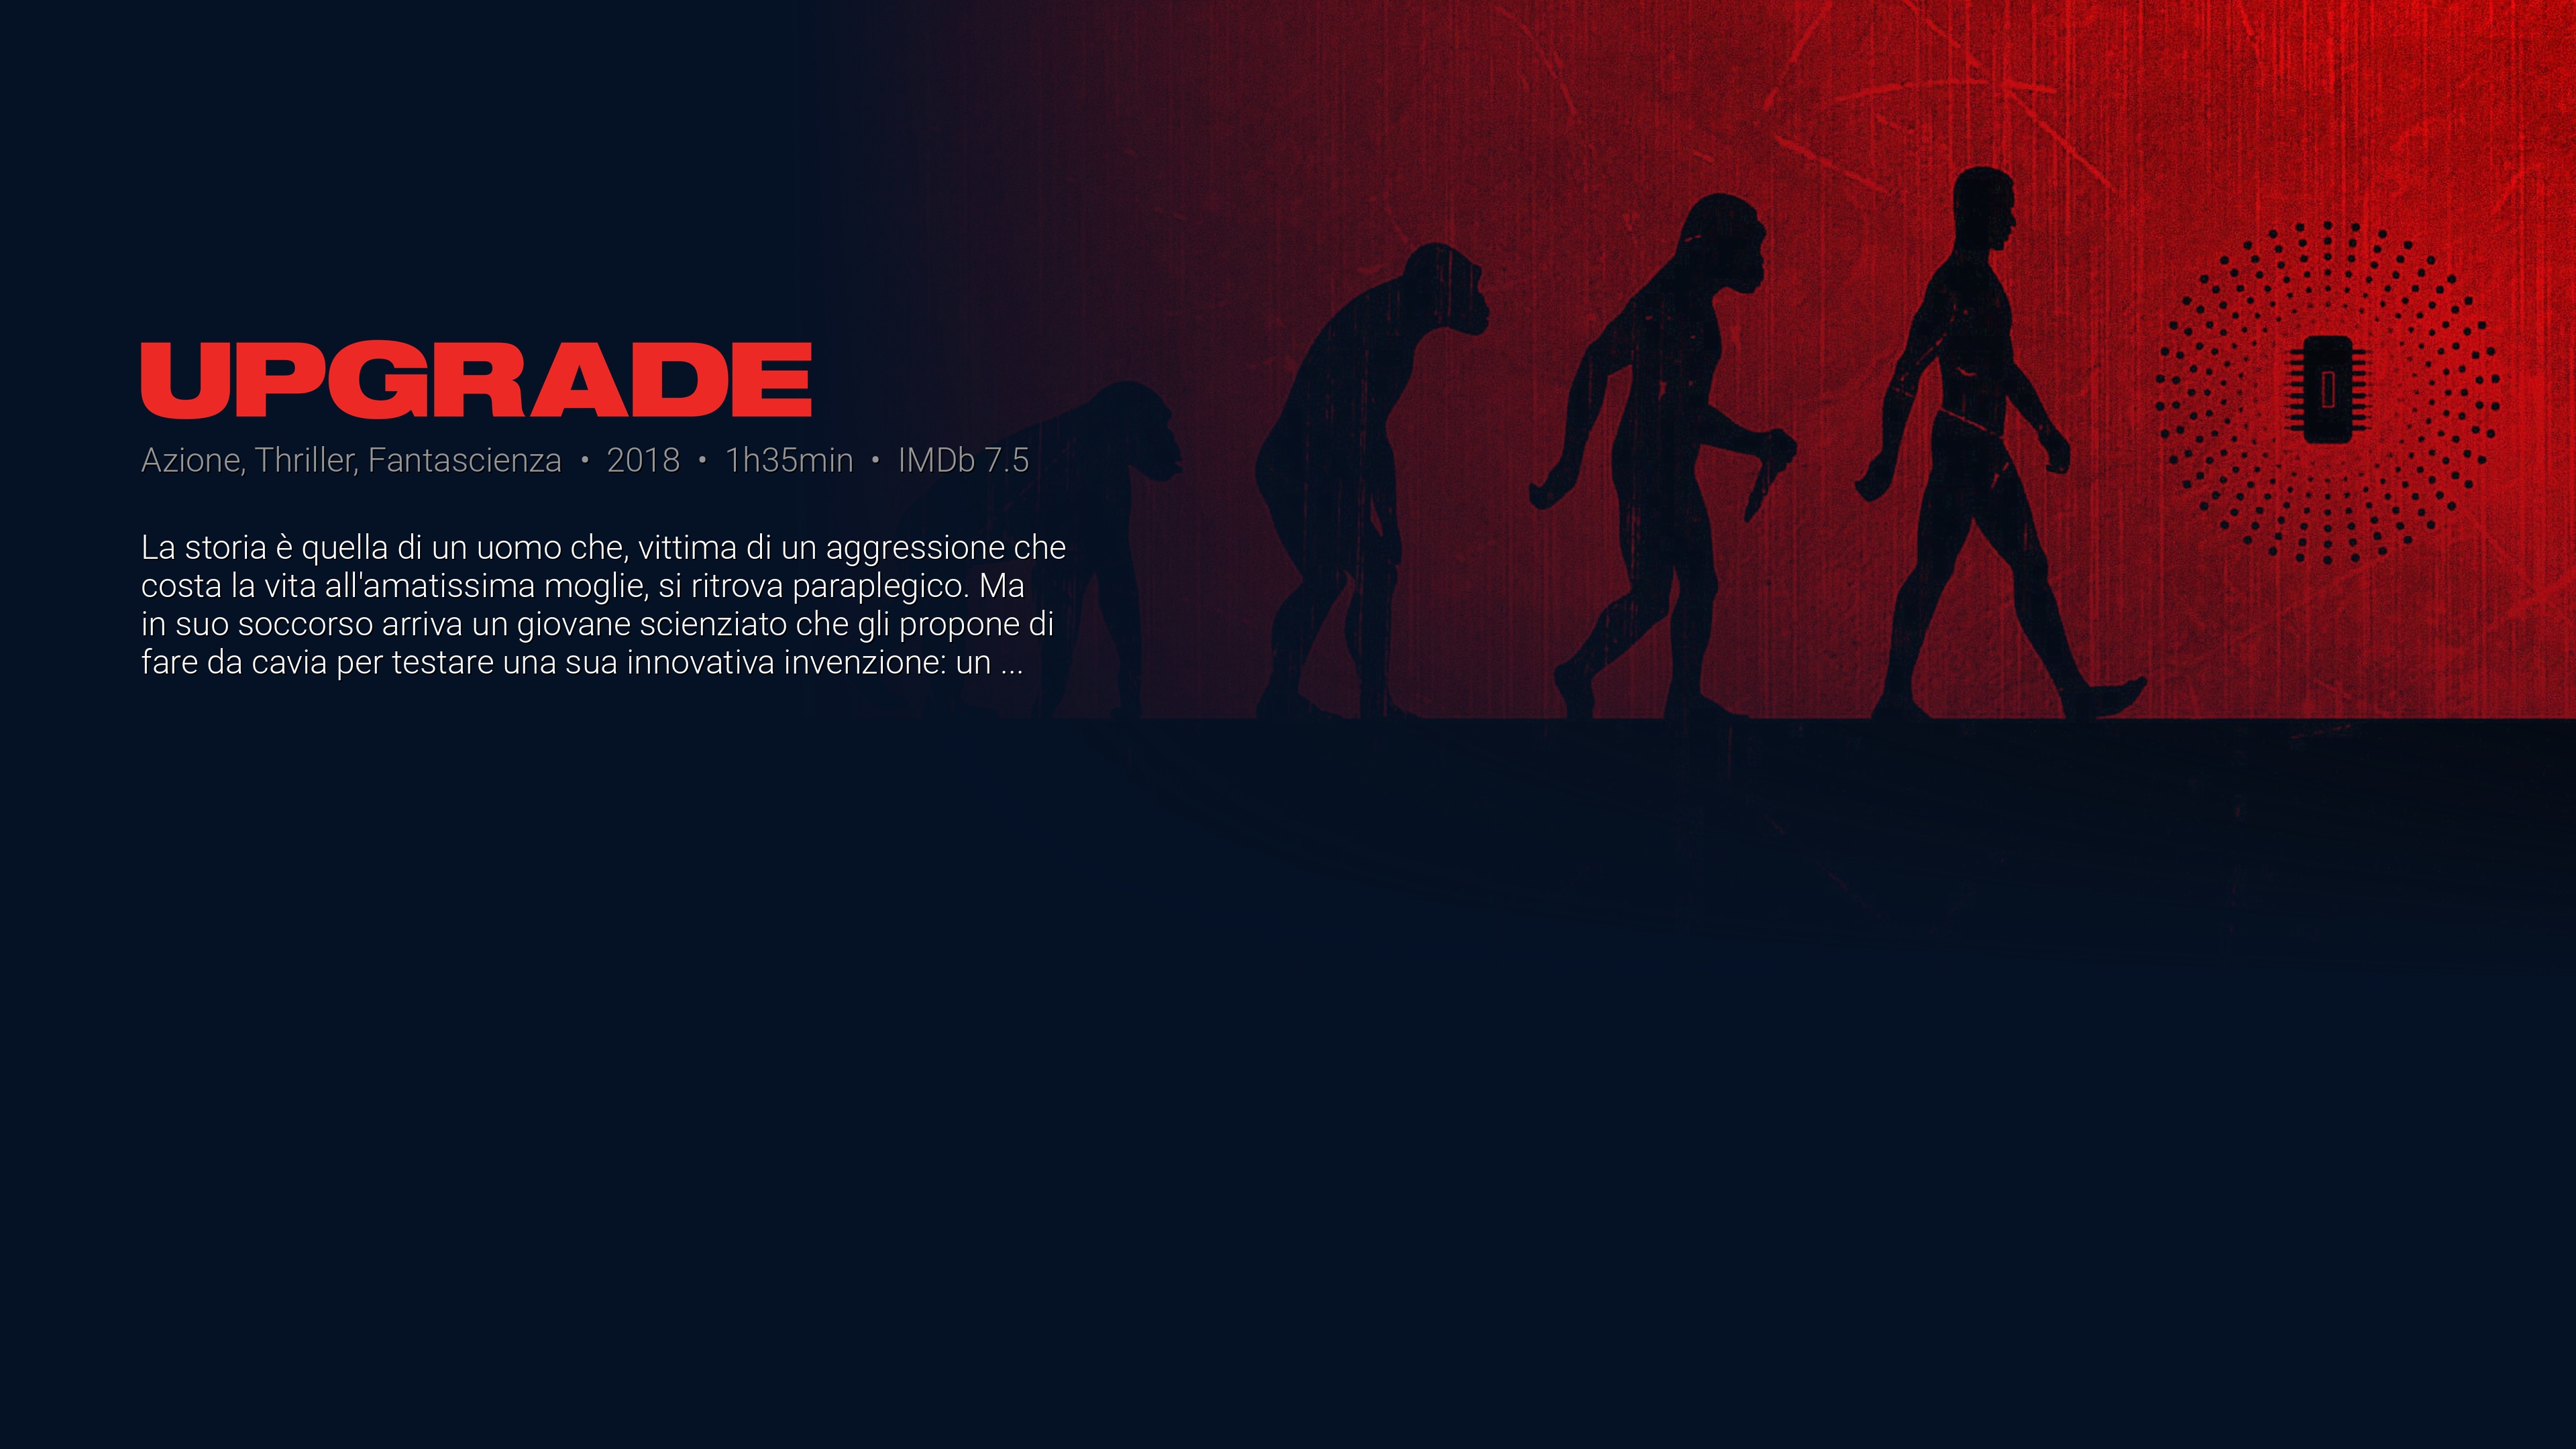 UPGRADE
Azione, Thriller, Fantascienza • 2018 • 1h35min • IMDb 7.5
La storia è quella di un uomo che, vittima di un aggressione che
costa la vita all'amatissima moglie, si ritrova paraplegico. Ma
in suo soccorso arriva un giovane scienziato che gli propone di
fare da cavia per testare una sua innovativa invenzione: un ...